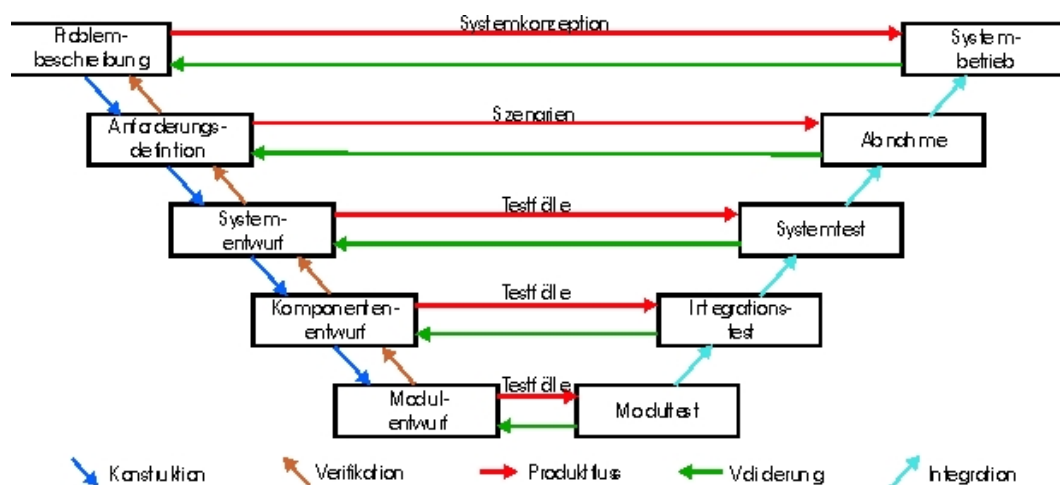 Systemkonzeption
Problem-
beschreibung
System-
betrieb
Szenarien
Anforderungs-
defintion
Abnahme
Testfälle
System-
entwurf
Systemtest
Testfälle
Komponenten-
entwurf
Integrations-
test
Testfälle
Modul-
entwurf
Modultest
Konstruktion
Verifikation
Produktfluss
Validierung
Integration